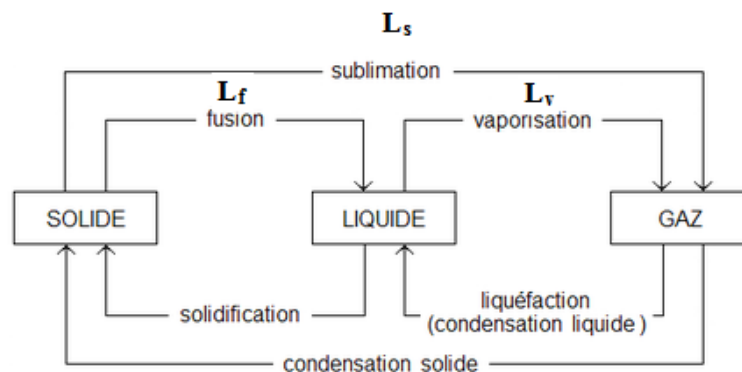 Ls
sublimation
Lf
Lv
fusion
vaporisation
SOLIDE
LIQUIDE
GAZ
solidification
liquéfaction
(condensation liquide)
condensation solide